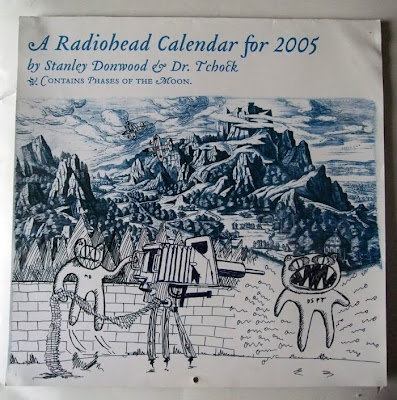 A Radiohead Calendar for 2005
by Stanley Donwood & Dr. Tchock
Contains Phases of the Moon.